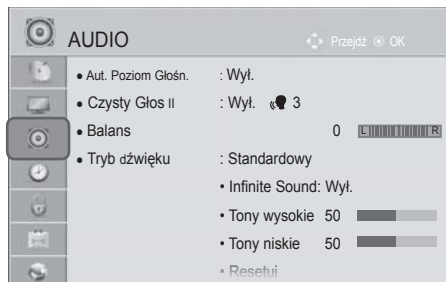 AUDIO
Przejdź OK
• Aut. Poziom Głośn. : Wył.
• Czysty Głos II : Wył. 3
• Balans 0 L R
• Tryb dźwięku : Standardowy
• Infinite Sound: Wył.
• Tony wysokie 50
• Tony niskie 50
• Resetuj